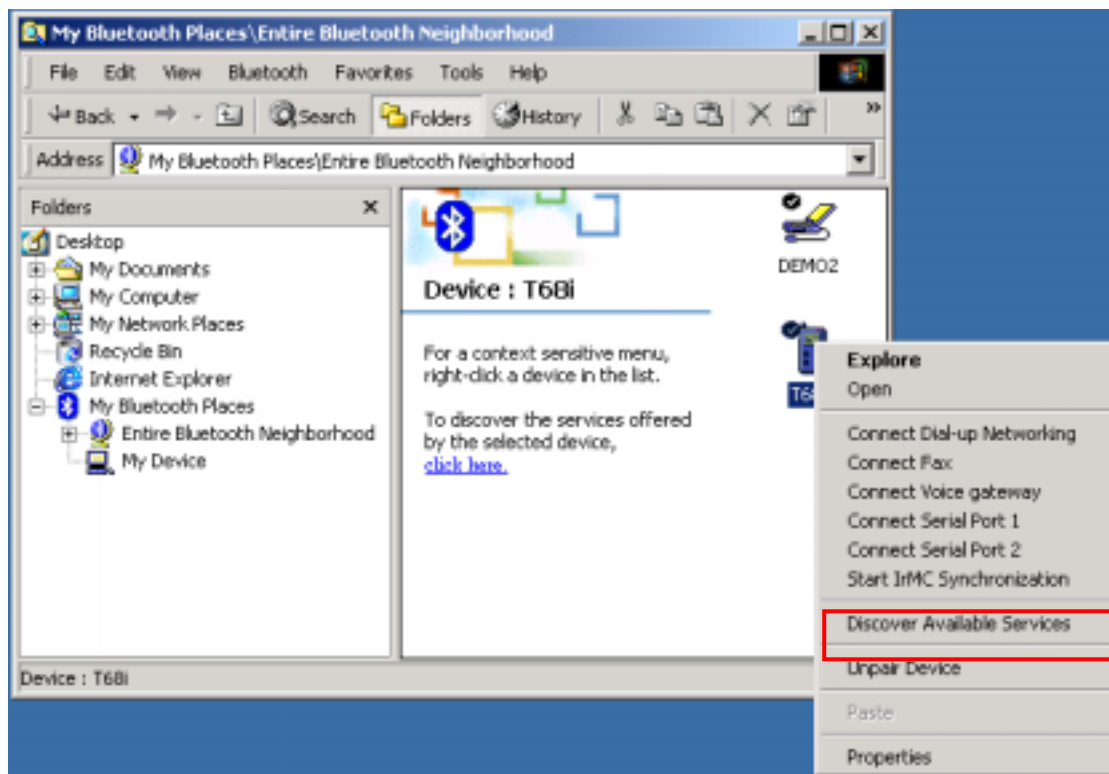 My Bluetooth Places\Entire Bluetooth Neighborhood
File Edit View Bluetooth Favorites Tools Help
Back Search Folders History »
Address My Bluetooth Places\Entire Bluetooth Neighborhood
Folders
Desktop
My Documents
My Computer
My Network Places
Recycle Bin
Internet Explorer
My Bluetooth Places
Entire Bluetooth Neighborhood
My Device
Device : T68i
For a context sensitive menu,
right-click a device in the list.
To discover the services offered
by the selected device,
click here.
DEMO2
T6
Explore
Open
Connect Dial-up Networking
Connect Fax
Connect Voice gateway
Connect Serial Port 1
Connect Serial Port 2
Start IrMC Synchronization
Discover Available Services
Unpair Device
Paste
Properties
Device : T68i